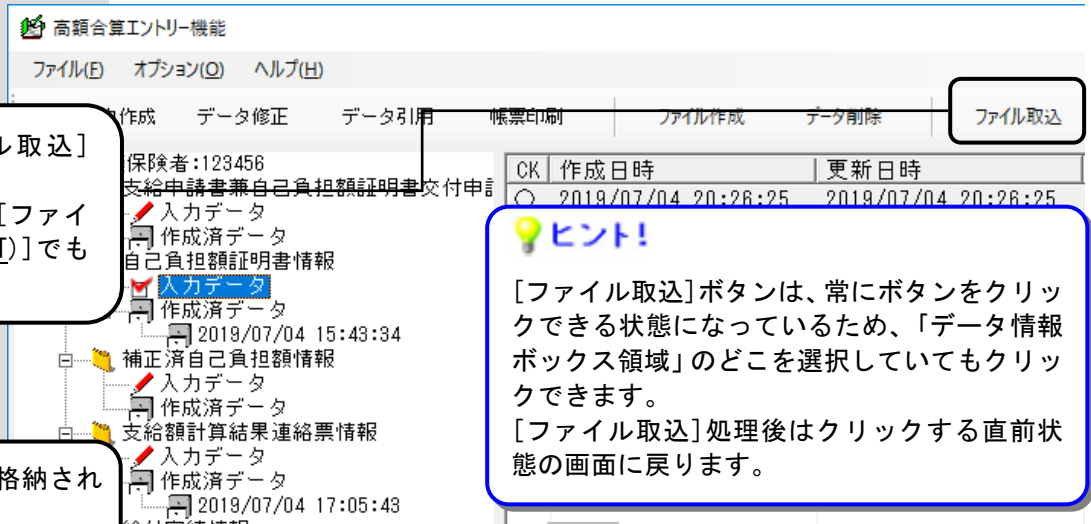 高額合算エントリー機能
ファイル(F) オプション(O) ヘルプ(H)
作成 データ修正 データ引用 帳票印刷 ファイル作成 データ削除 ファイル取込
ル取込]
[ファイ
)]でも
保険者:123456
支給申請書兼自己負担額証明書交付申請
入力データ
作成済データ
自己負担額証明書情報
入力データ
作成済データ
2019/07/04 15:43:34
補正済自己負担額情報
入力データ
作成済データ
支給額計算結果連絡票情報
入力データ
作成済データ
2019/07/04 17:05:43
格納され
CK 作成日時 更新日時
○ 2019/07/04 20:26:25 2019/07/04 20:26:25
ヒント!
[ファイル取込]ボタンは、常にボタンをクリッ
クできる状態になっているため、「データ情報
ボックス領域」のどこを選択していてもクリッ
クできます。
[ファイル取込]処理後はクリックする直前状
態の画面に戻ります。